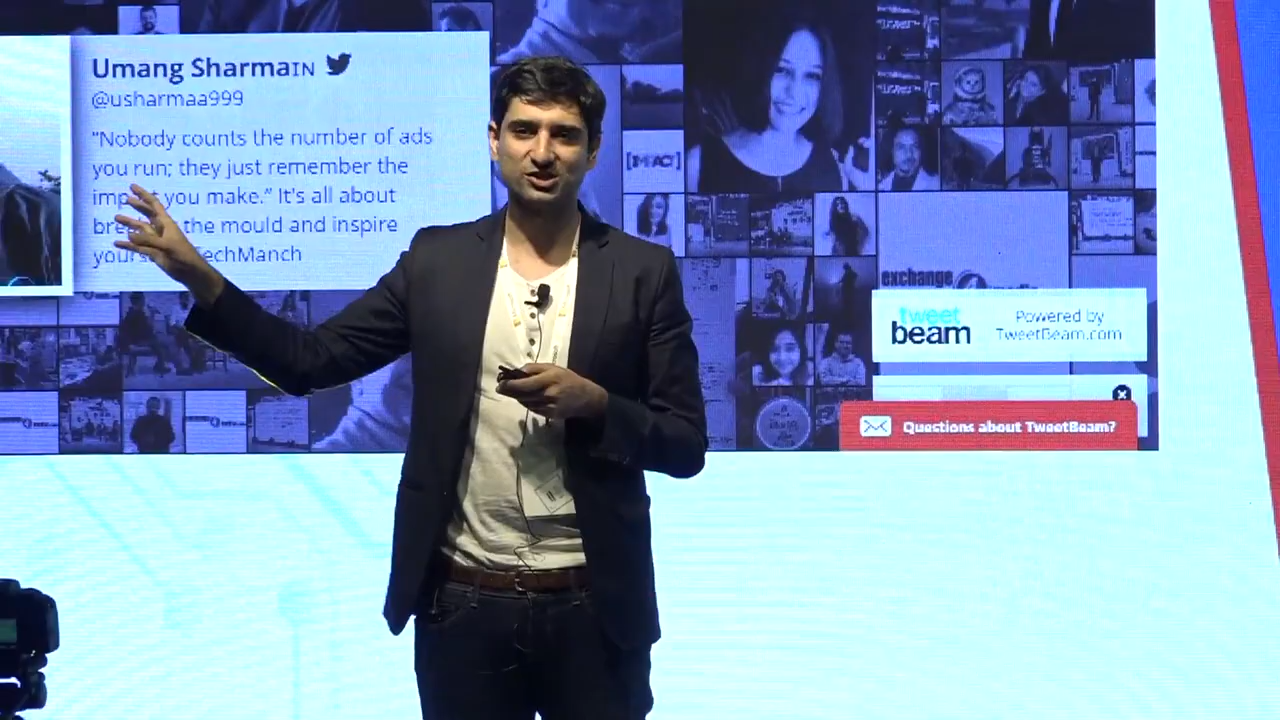 Umang SharmaIN
@usharmaa999
"Nobody counts the number of ads
you run; they just remember the
you make." It's all about
the mould and inspire
TechManch
[IMPACT]
exchange
tweet
beam
Powered by
TweetBeam.com
Questions about TweetBeam?